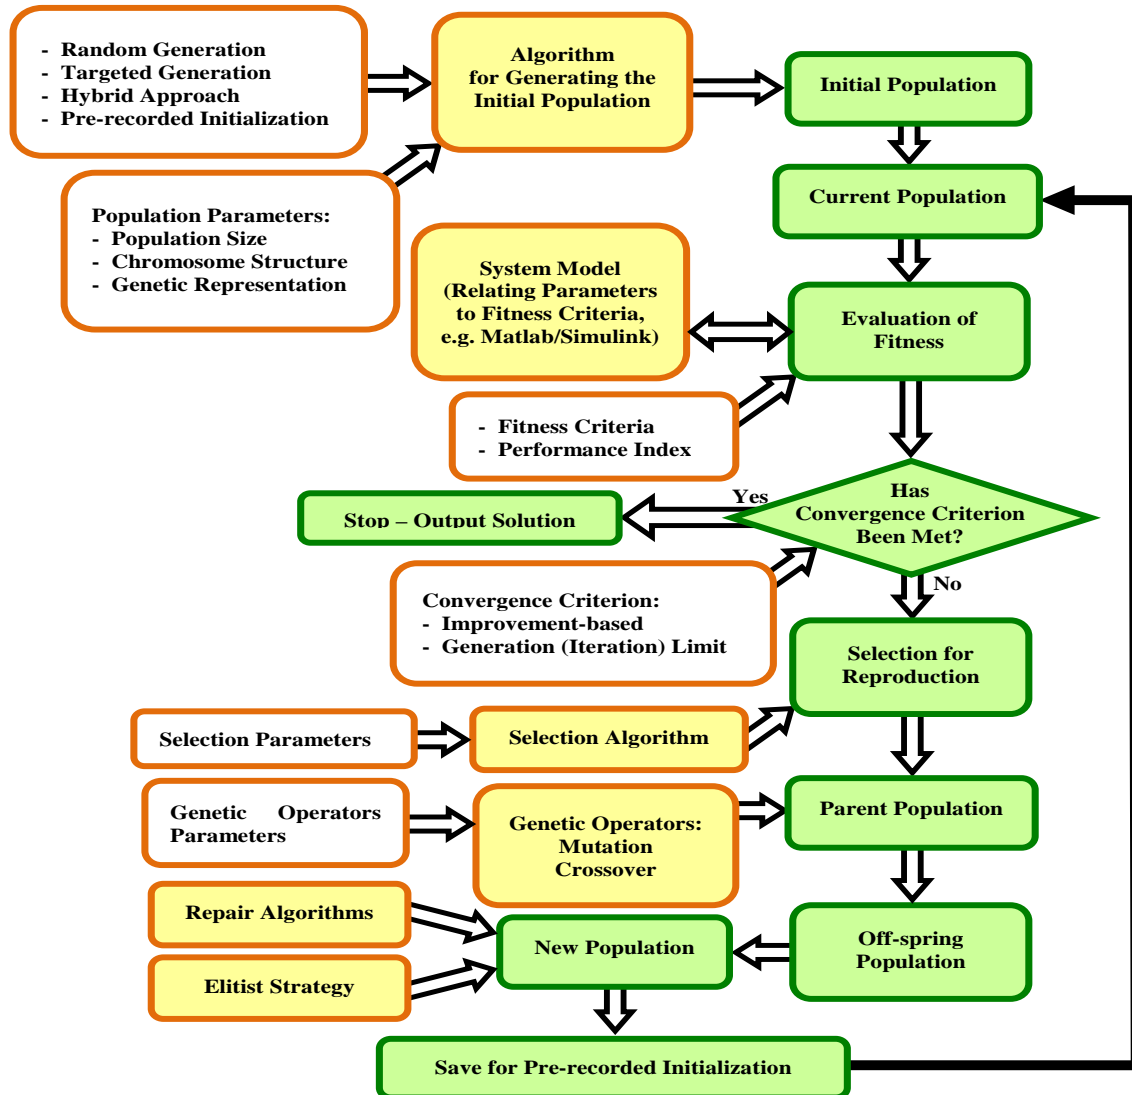 - Random Generation
- Targeted Generation
- Hybrid Approach
- Pre-recorded Initialization
Algorithm
for Generating the
Initial Population
Initial Population
Population Parameters:
- Population Size
- Chromosome Structure
- Genetic Representation
Current Population
System Model
(Relating Parameters
to Fitness Criteria,
e.g. Matlab/Simulink)
Evaluation of
Fitness
- Fitness Criteria
- Performance Index
Has
Convergence Criterion
Been Met?
Yes
Stop – Output Solution
No
Convergence Criterion:
- Improvement-based
- Generation (Iteration) Limit
Selection for
Reproduction
Selection Parameters
Selection Algorithm
Genetic Operators
Parameters
Genetic Operators:
Mutation
Crossover
Parent Population
Repair Algorithms
Elitist Strategy
New Population
Off-spring
Population
Save for Pre-recorded Initialization